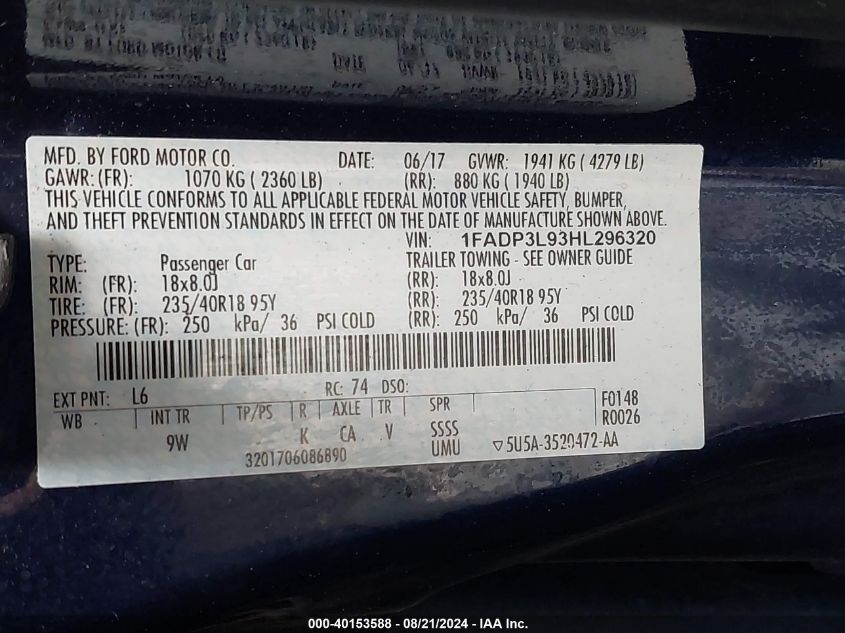 MFD. BY FORD MOTOR CO. DATE: 06/17 GVWR: 1941 KG ( 4279 LB)
GAWR: (FR): 1070 KG ( 2360 LB) (RR): 880 KG ( 1940 LB)
THIS VEHICLE CONFORMS TO ALL APPLICABLE FEDERAL MOTOR VEHICLE SAFETY, BUMPER,
AND THEFT PREVENTION STANDARDS IN EFFECT ON THE DATE OF MANUFACTURE SHOWN ABOVE.
VIN: 1FADP3L93HL296320
TYPE: Passenger Car TRAILER TOWING - SEE OWNER GUIDE
RIM: (FR): 18x8.0J (RR): 18x8.0J
TIRE: (FR): 235/40R18 95Y (RR): 235/40R18 95Y
PRESSURE: (FR): 250 kPa/ 36 PSI COLD (RR): 250 kPa/ 36 PSI COLD
EXT PNT: L6 RC: 74 DSO:
WB INT TR TP/PS R AXLE TR SPR F0148
R0026
9W K CA V SSSS
UMU ▽5U5A-3520472-AA
3201706086890
000-40153588 - 08/21/2024 - IAA Inc.